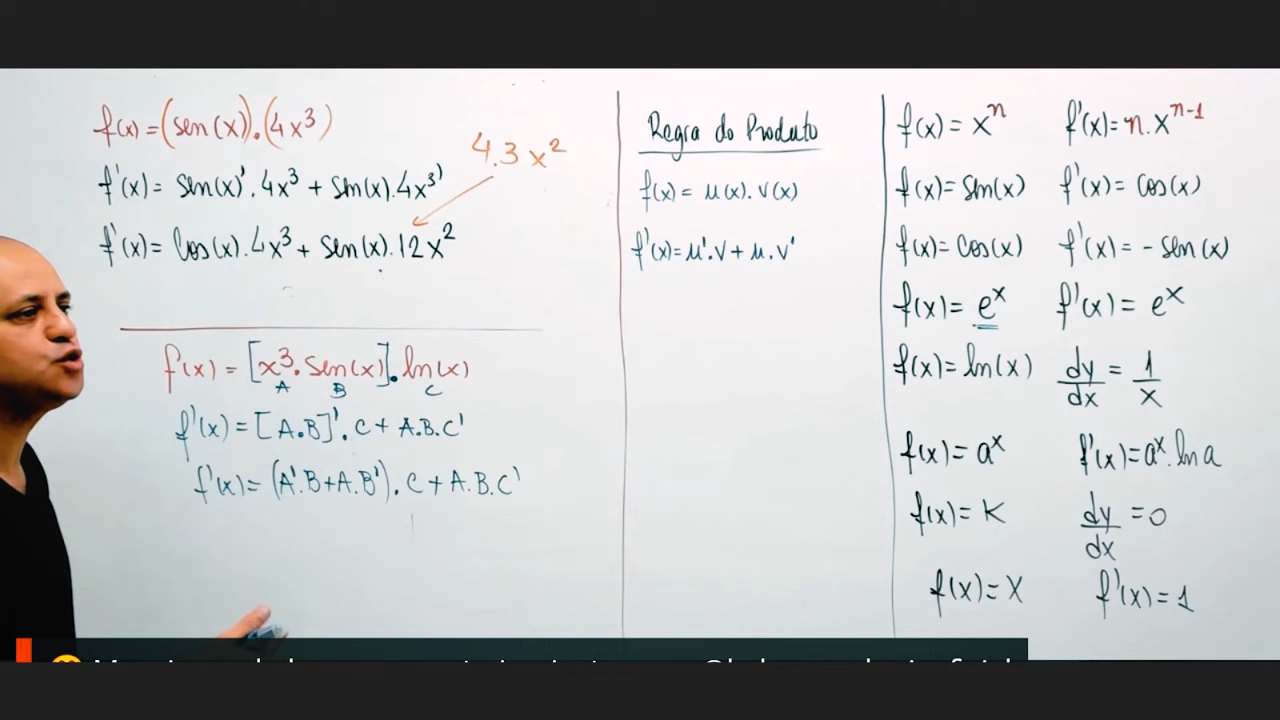 f(x) = (sen(x)).(4x³)
f'(x) = sen(x)'.4x³ + sen(x).4x³)
4.3x²
f'(x) = Cos(x).4x³ + sen(x).12x²
f(x) = [x³.sen(x)].ln(x)
A B C
f'(x) = [A.B]'.C + A.B.C'
f'(x) = (A'.B+A.B').C + A.B.C'
Regra do Produto
f(x) = u(x).v(x)
f'(x) = u'.v + u.v'
f(x) = xⁿ f'(x) = n.xⁿ⁻¹
f(x) = sen(x) f'(x) = cos(x)
f(x) = cos(x) f'(x) = -sen(x)
f(x) = eˣ f'(x) = eˣ
f(x) = ln(x) dy/dx = 1/x
f(x) = aˣ f'(x) = aˣ.ln a
f(x) = K dy/dx = 0
f(x) = X f'(x) = 1